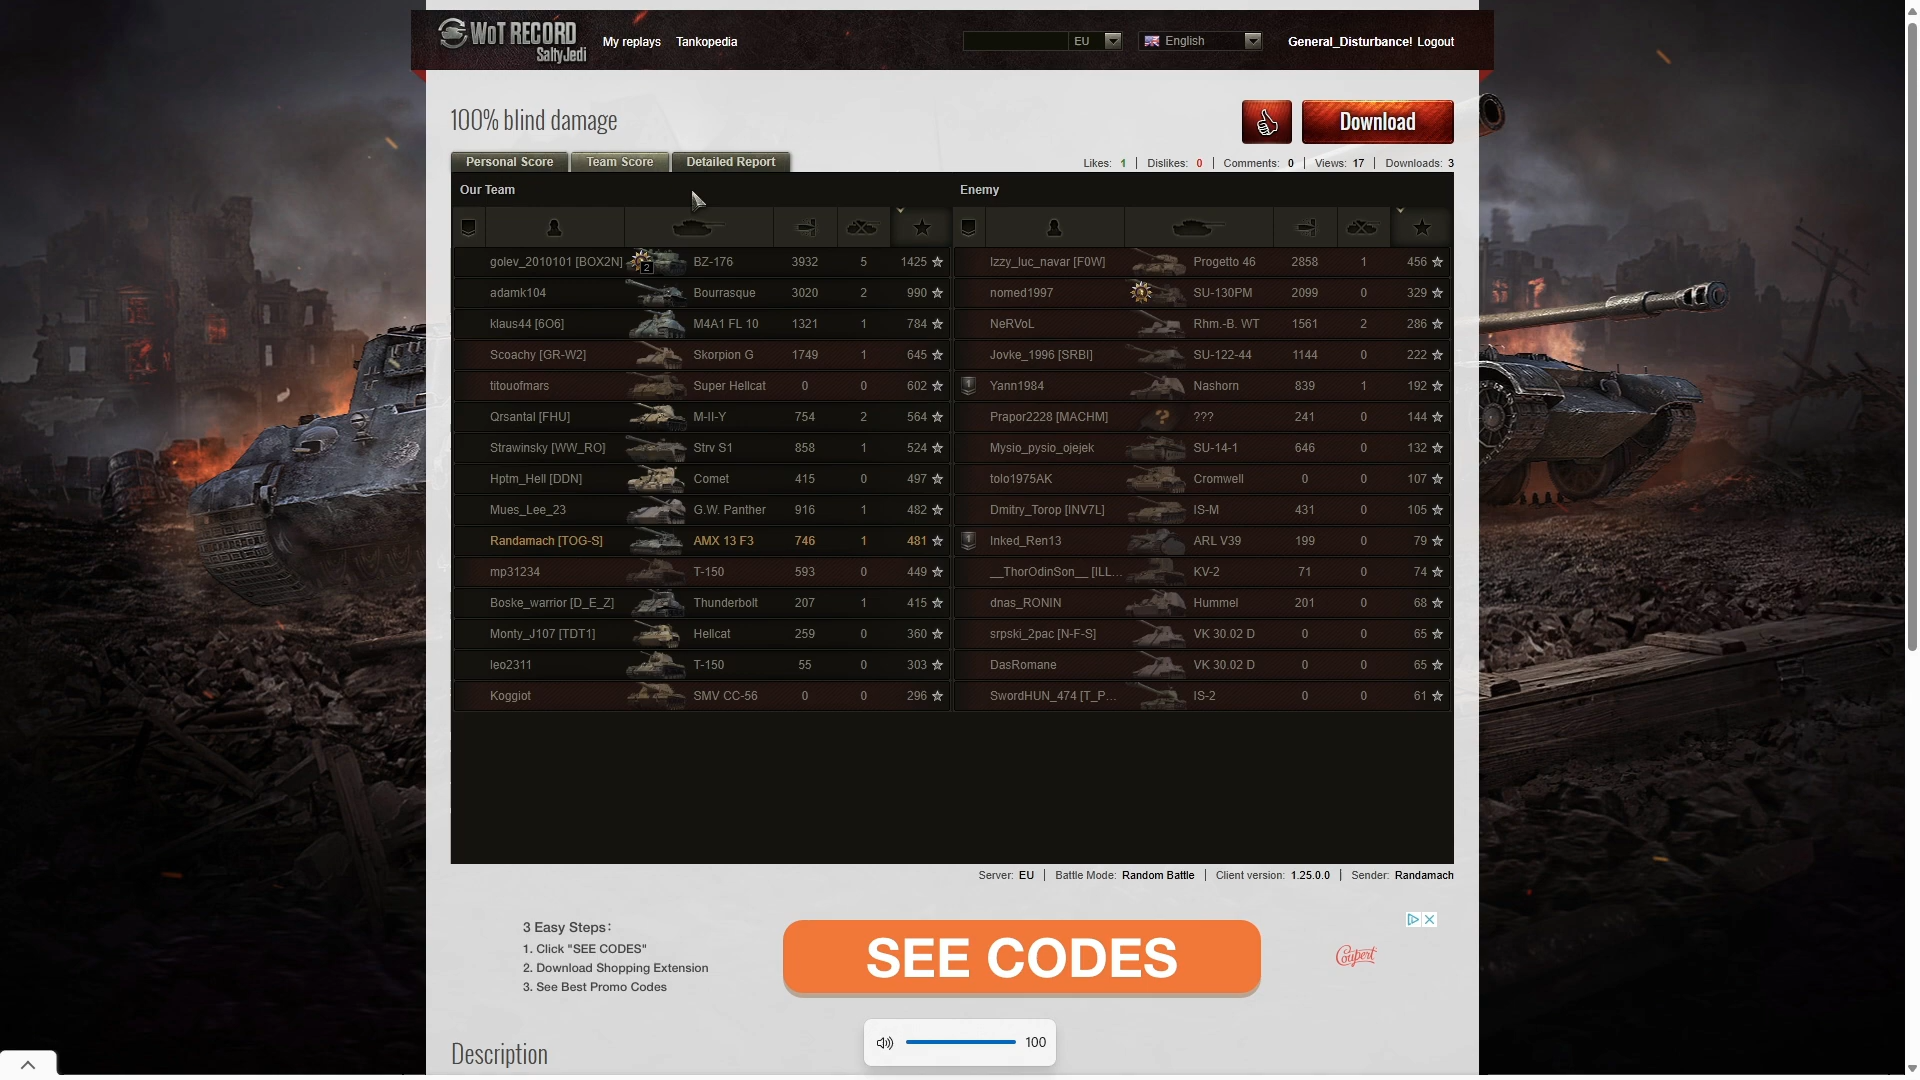 WoT RECORD
SaltyJedi
My replays Tankopedia
EU
English
General_Disturbance! Logout
100% blind damage
Download
Personal Score Team Score Detailed Report
Likes: 1 | Dislikes: 0 | Comments: 0 | Views: 17 | Downloads: 3
Our Team Enemy
golev_2010101 [BOX2N] 2 BZ-176 3932 5 1425 Izzy_luc_navar [F0W] Progetto 46 2858 1 456
adamk104 Bourrasque 3020 2 990 nomed1997 SU-130PM 2099 0 329
klaus44 [6O6] M4A1 FL 10 1321 1 784 NeRVoL Rhm.-B. WT 1561 2 286
Scoachy [GR-W2] Skorpion G 1749 1 645 Jovke_1996 [SRBI] SU-122-44 1144 0 222
titouofmars Super Hellcat 0 0 602 1 Yann1984 Nashorn 839 1 192
Qrsantal [FHU] M-II-Y 754 2 564 Prapor2228 [MACHM] ? ??? 241 0 144
Strawinsky [WW_RO] Strv S1 858 1 524 Mysio_pysio_ojejek SU-14-1 646 0 132
Hptm_Hell [DDN] Comet 415 0 497 tolo1975AK Cromwell 0 0 107
Mues_Lee_23 G.W. Panther 916 1 482 Dmitry_Torop [INV7L] IS-M 431 0 105
Randamach [TOG-S] AMX 13 F3 746 1 481 1 Inked_Ren13 ARL V39 199 0 79
mp31234 T-150 593 0 449 __ThorOdinSon__ [ILL... KV-2 71 0 74
Boske_warrior [D_E_Z] Thunderbolt 207 1 415 dnas_RONIN Hummel 201 0 68
Monty_J107 [TDT1] Hellcat 259 0 360 srpski_2pac [N-F-S] VK 30.02 D 0 0 65
leo2311 T-150 55 0 303 DasRomane VK 30.02 D 0 0 65
Koggiot SMV CC-56 0 0 296 SwordHUN_474 [T_P... IS-2 0 0 61
Server: EU | Battle Mode: Random Battle | Client version: 1.25.0.0 | Sender: Randamach
3 Easy Steps:
1. Click "SEE CODES"
2. Download Shopping Extension
3. See Best Promo Codes
SEE CODES
Coupert
100
Description